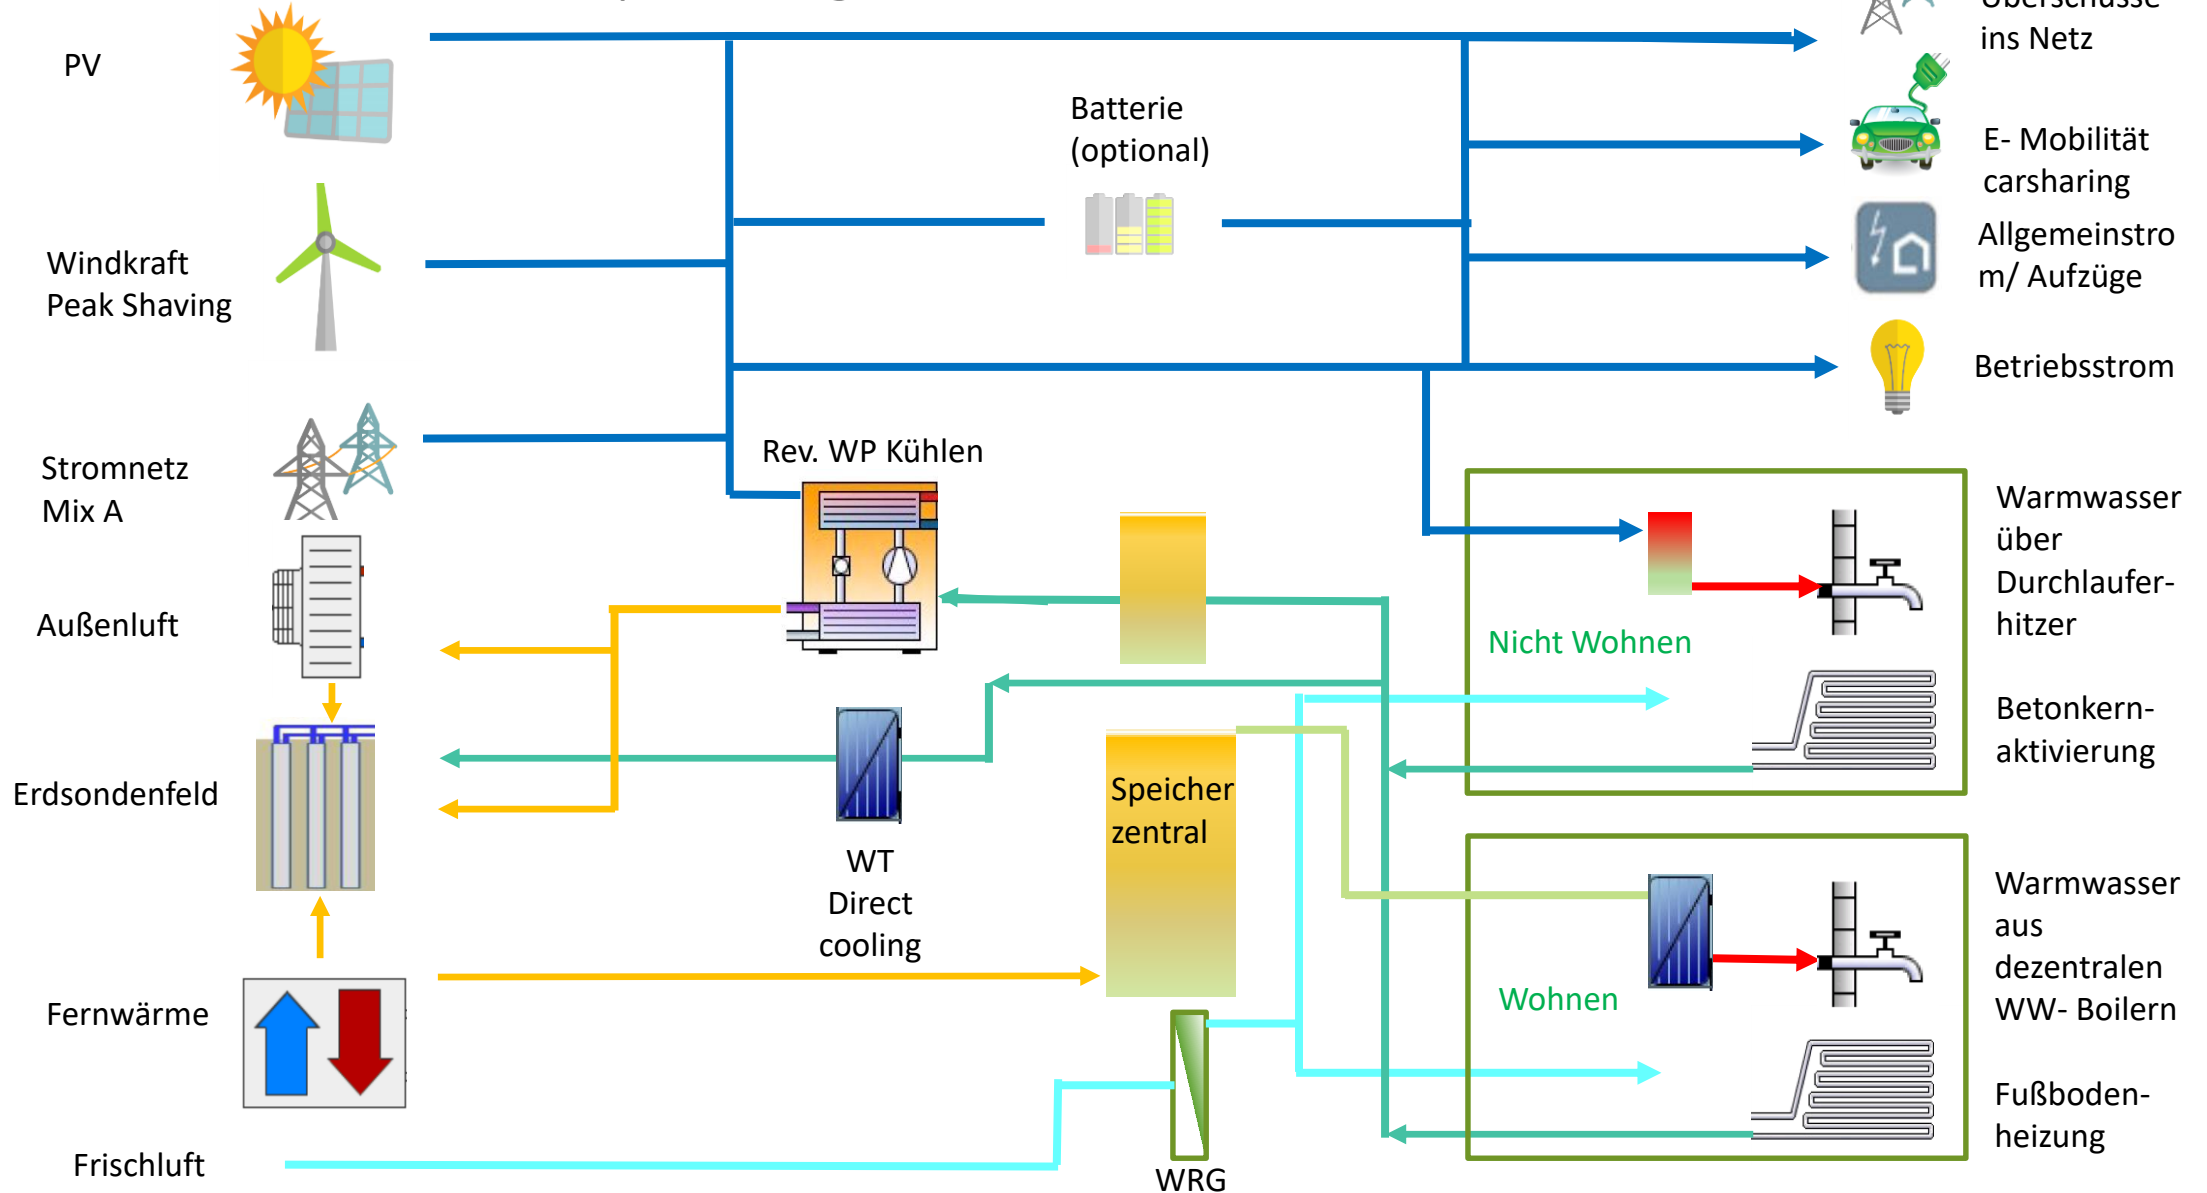 Überschüsse
ins Netz
PV
Batterie
(optional)
E- Mobilität
carsharing
Allgemeinstro
m/ Aufzüge
Windkraft
Peak Shaving
Betriebsstrom
Stromnetz
Mix A
Rev. WP Kühlen
Warmwasser
über
Durchlaufer-
hitzer
Außenluft
Nicht Wohnen
Betonkern-
aktivierung
Erdsondenfeld
Speicher
zentral
WT
Direct
cooling
Warmwasser
aus
dezentralen
WW- Boilern
Wohnen
Fernwärme
Fußboden-
heizung
Frischluft
WRG